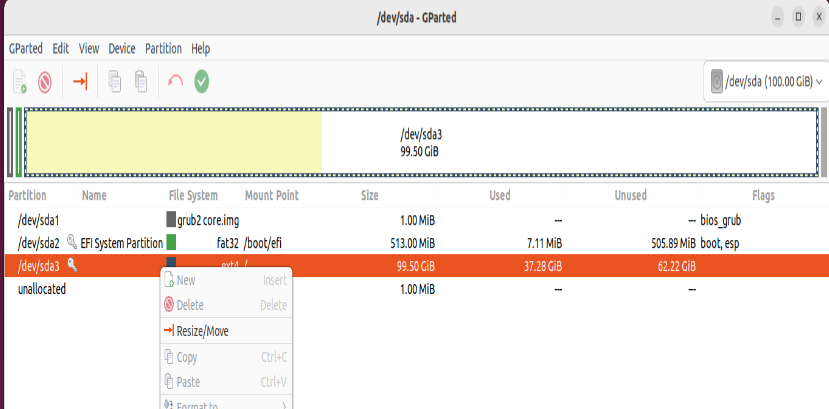 /dev/sda - GParted
GParted Edit View Device Partition Help
/dev/sda (100.00 GiB)
/dev/sda3
99.50 GiB
Partition Name File System Mount Point Size Used Unused Flags
/dev/sda1 grub2 core.img 1.00 MiB --- --- bios_grub
/dev/sda2 EFI System Partition fat32 /boot/efi 513.00 MiB 7.11 MiB 505.89 MiB boot, esp
/dev/sda3 ext4 / 99.50 GiB 37.28 GiB 62.22 GiB
unallocated 1.00 MiB --- ---
New Insert
Delete Delete
Resize/Move
Copy Ctrl+C
Paste Ctrl+V
Format to